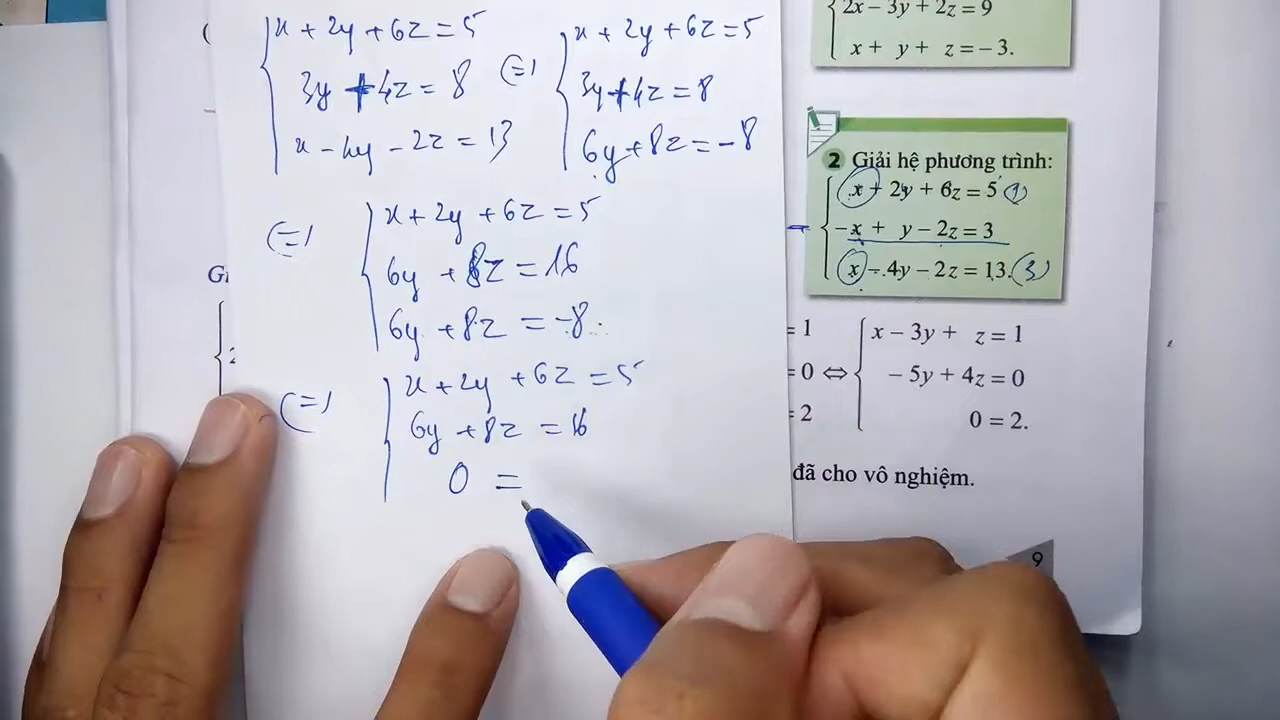 x + 2y + 6z = 5
3y + 4z = 8
x - 4y - 2z = 13
(=)
x + 2y + 6z = 5
3y + 4z = 8
6y + 8z = -8
(=)
x + 2y + 6z = 5
6y + 8z = 16
6y + 8z = -8
(=)
x + 2y + 6z = 5
6y + 8z = 16
0 =
2x - 3y + 2z = 9
x + y + z = -3.
2 Giải hệ phương trình:
x + 2y + 6z = 5 (1)
-x + y - 2z = 3
x - 4y - 2z = 13. (3)
= 1
= 0 ⇔
= 2
x - 3y + z = 1
- 5y + 4z = 0
0 = 2.
đã cho vô nghiệm.
9